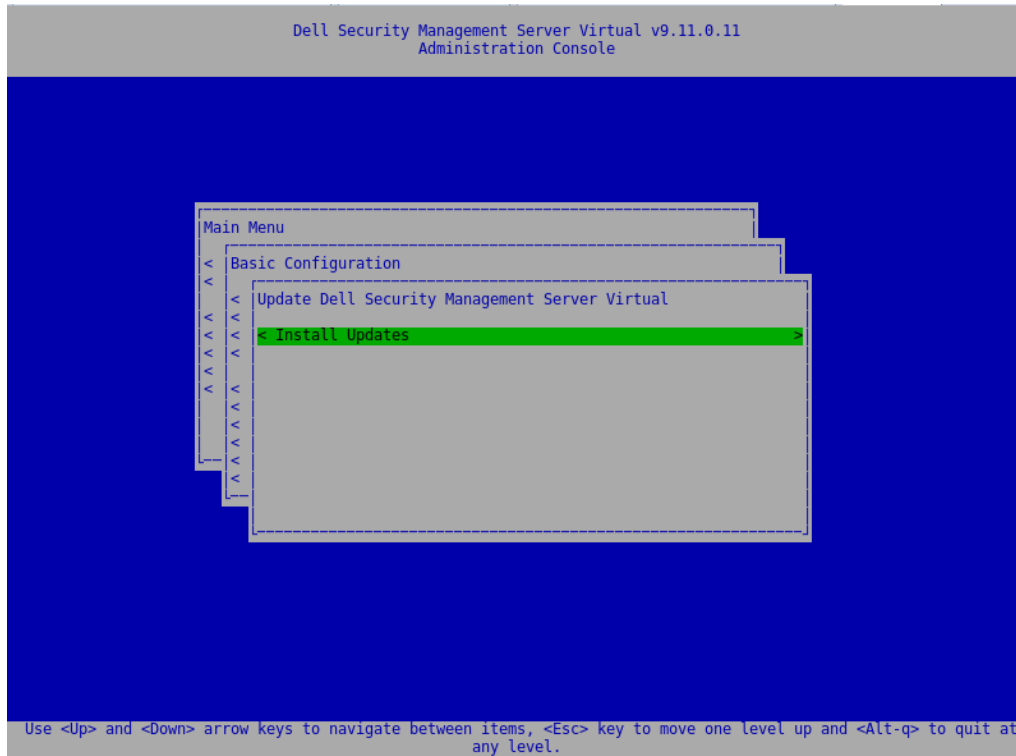 Dell Security Management Server Virtual v9.11.0.11
Administration Console
Main Menu
Basic Configuration
Update Dell Security Management Server Virtual
< Install Updates >
Use <Up> and <Down> arrow keys to navigate between items, <Esc> key to move one level up and <Alt-q> to quit at
any level.